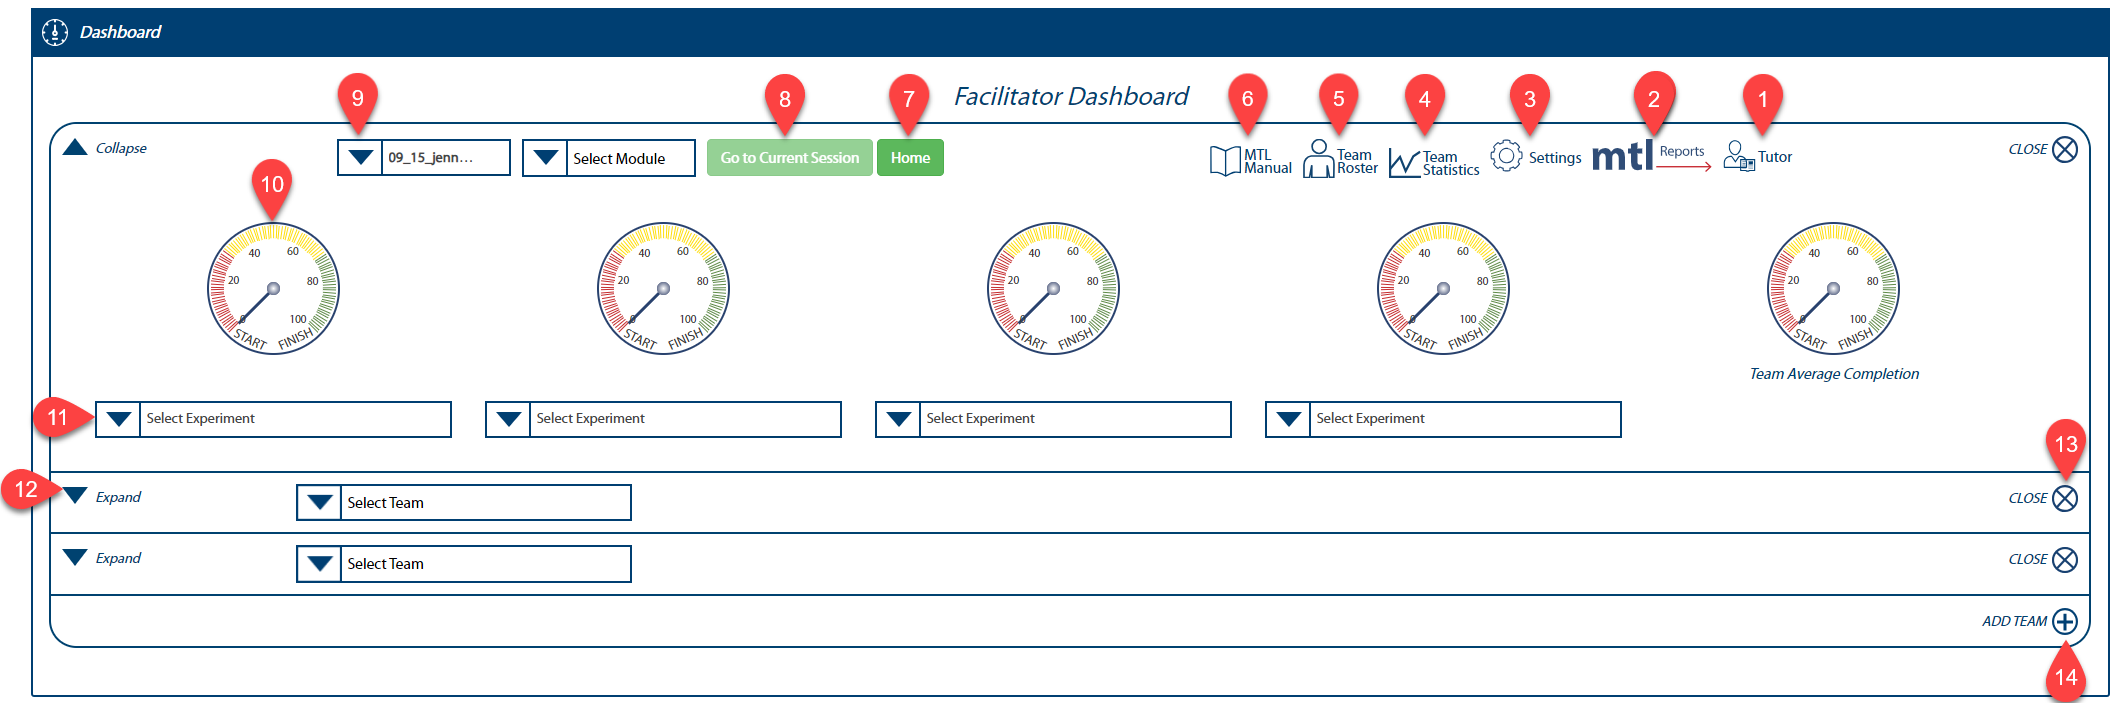 Dashboard
Facilitator Dashboard
9
8
7
6
5
4
3
2
1
Collapse
09_15_jenn...
Select Module
Go to Current Session
Home
MTL
Manual
Team
Roster
Team
Statistics
Settings
mtl Reports
Tutor
CLOSE
10
0 20 40 60 80 100
START FINISH
0 20 40 60 80 100
START FINISH
0 20 40 60 80 100
START FINISH
0 20 40 60 80 100
START FINISH
0 20 40 60 80 100
START FINISH
Team Average Completion
11
Select Experiment
Select Experiment
Select Experiment
Select Experiment
13
12
Expand
Select Team
CLOSE
Expand
Select Team
CLOSE
ADD TEAM
14